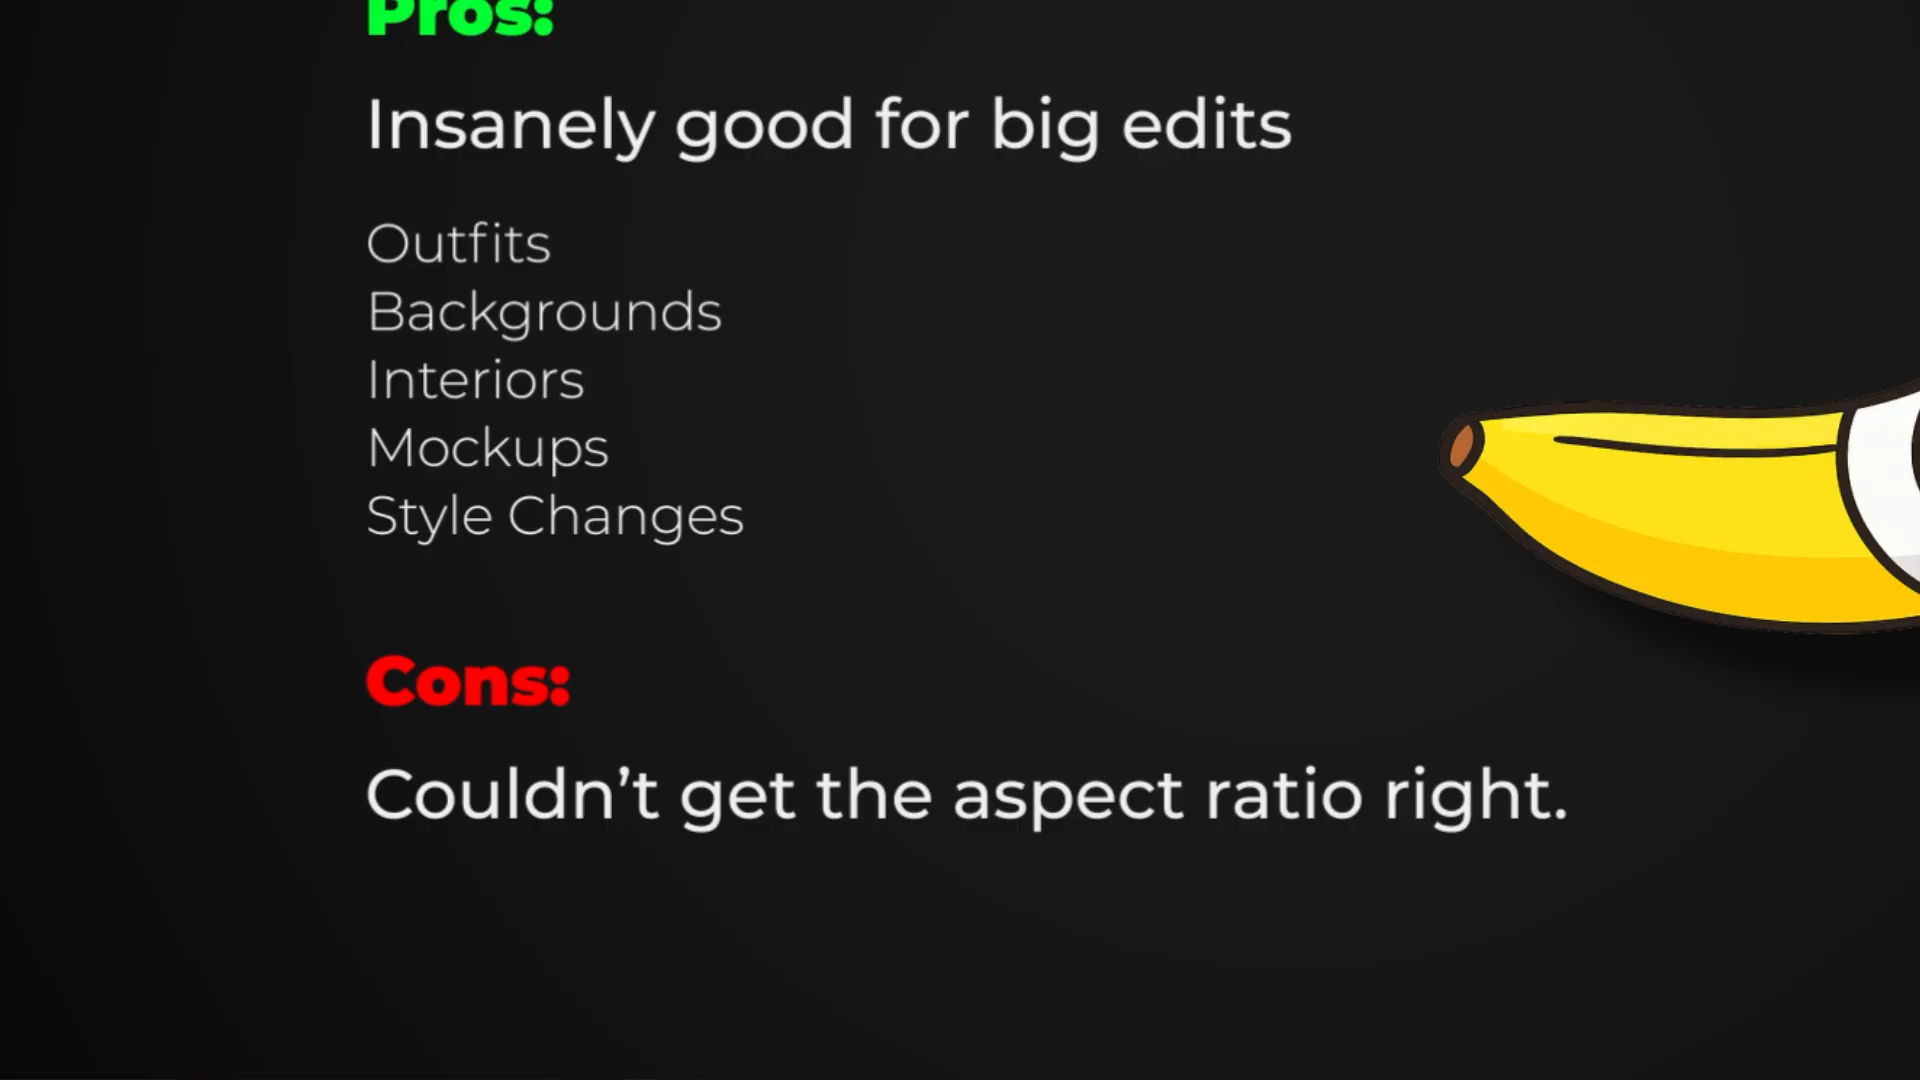 Pros:
Insanely good for big edits
Outfits
Backgrounds
Interiors
Mockups
Style Changes
Cons:
Couldn’t get the aspect ratio right.